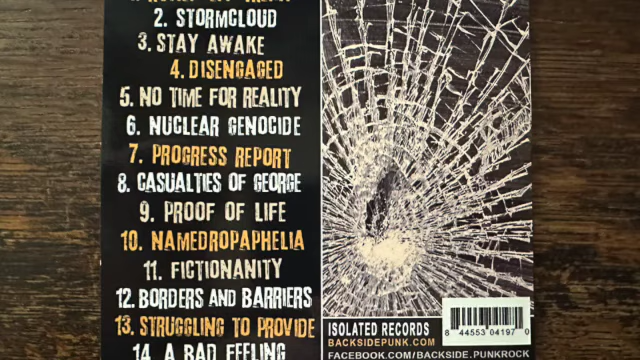 2. STORMCLOUD
3. STAY AWAKE
4. DISENGAGED
5. NO TIME FOR REALITY
6. NUCLEAR GENOCIDE
7. PROGRESS REPORT
8. CASUALTIES OF GEORGE
9. PROOF OF LIFE
10. NAMEDROPAPHELIA
11. FICTIONANITY
12. BORDERS AND BARRIERS
13. STRUGGLING TO PROVIDE
14. A BAD FEELING
ISOLATED RECORDS
BACKSIDEPUNK.COM
8 44553 04197 0
FACEBOOK.COM/BACKSIDE.PUNKROCK